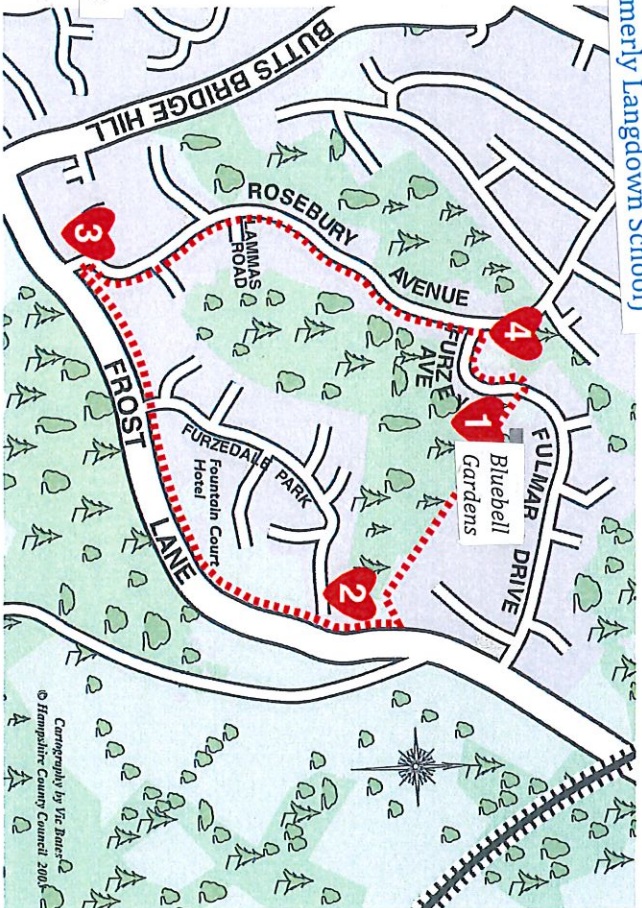 merly Langdown School)
BUTTS BRIDGE HILL
ROSEBURY
AVENUE
LAMMAS
ROAD
FURZE
AVE
FULMAR DRIVE
Bluebell
Gardens
1
2
3
4
FURZEDALE PARK
Fountain Court
Hotel
FROST LANE
Cartography by Vic Bates
© Hampshire County Council